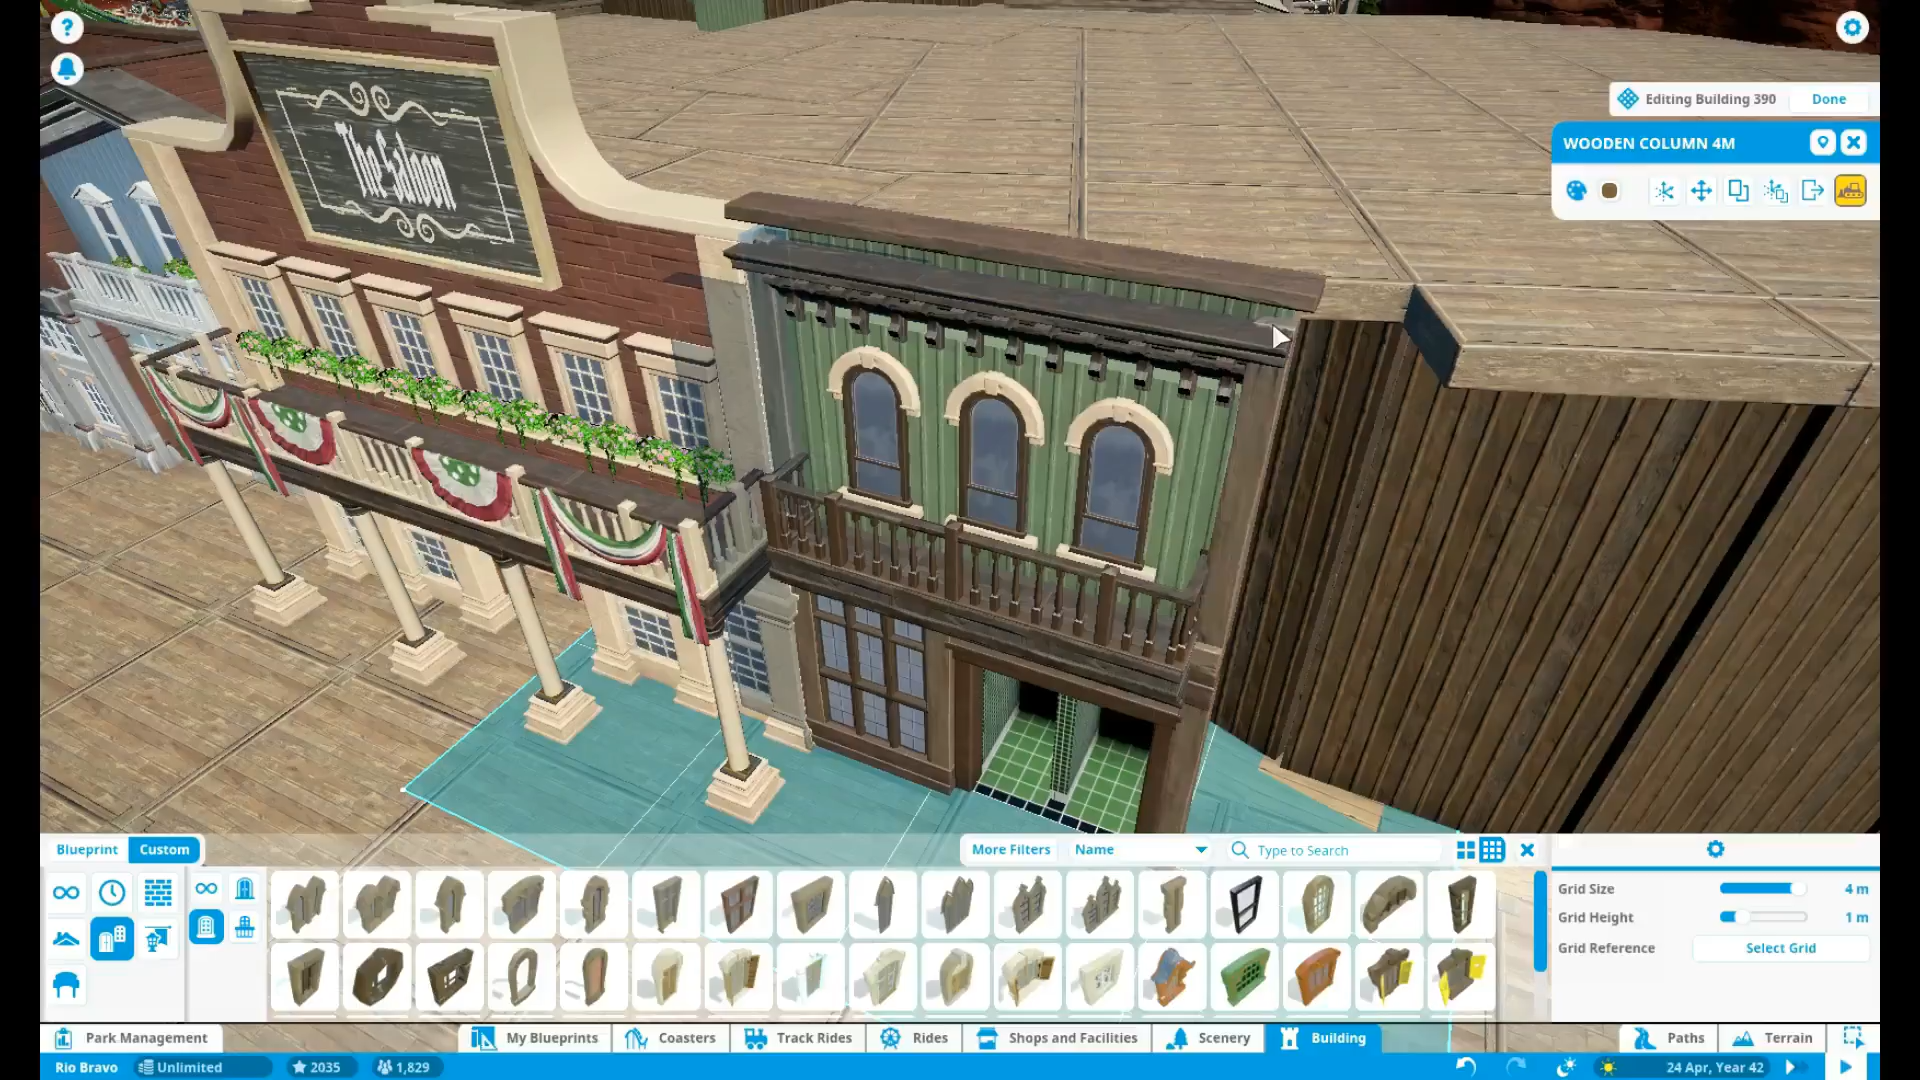 ?
Editing Building 390
Done
WOODEN COLUMN 4M
The Saloon
Blueprint
Custom
More Filters
Name
Type to Search
Grid Size
4 m
Grid Height
1 m
Grid Reference
Select Grid
Park Management
My Blueprints
Coasters
Track Rides
Rides
Shops and Facilities
Scenery
Building
Paths
Terrain
Rio Bravo
Unlimited
2035
1,829
24 Apr, Year 42